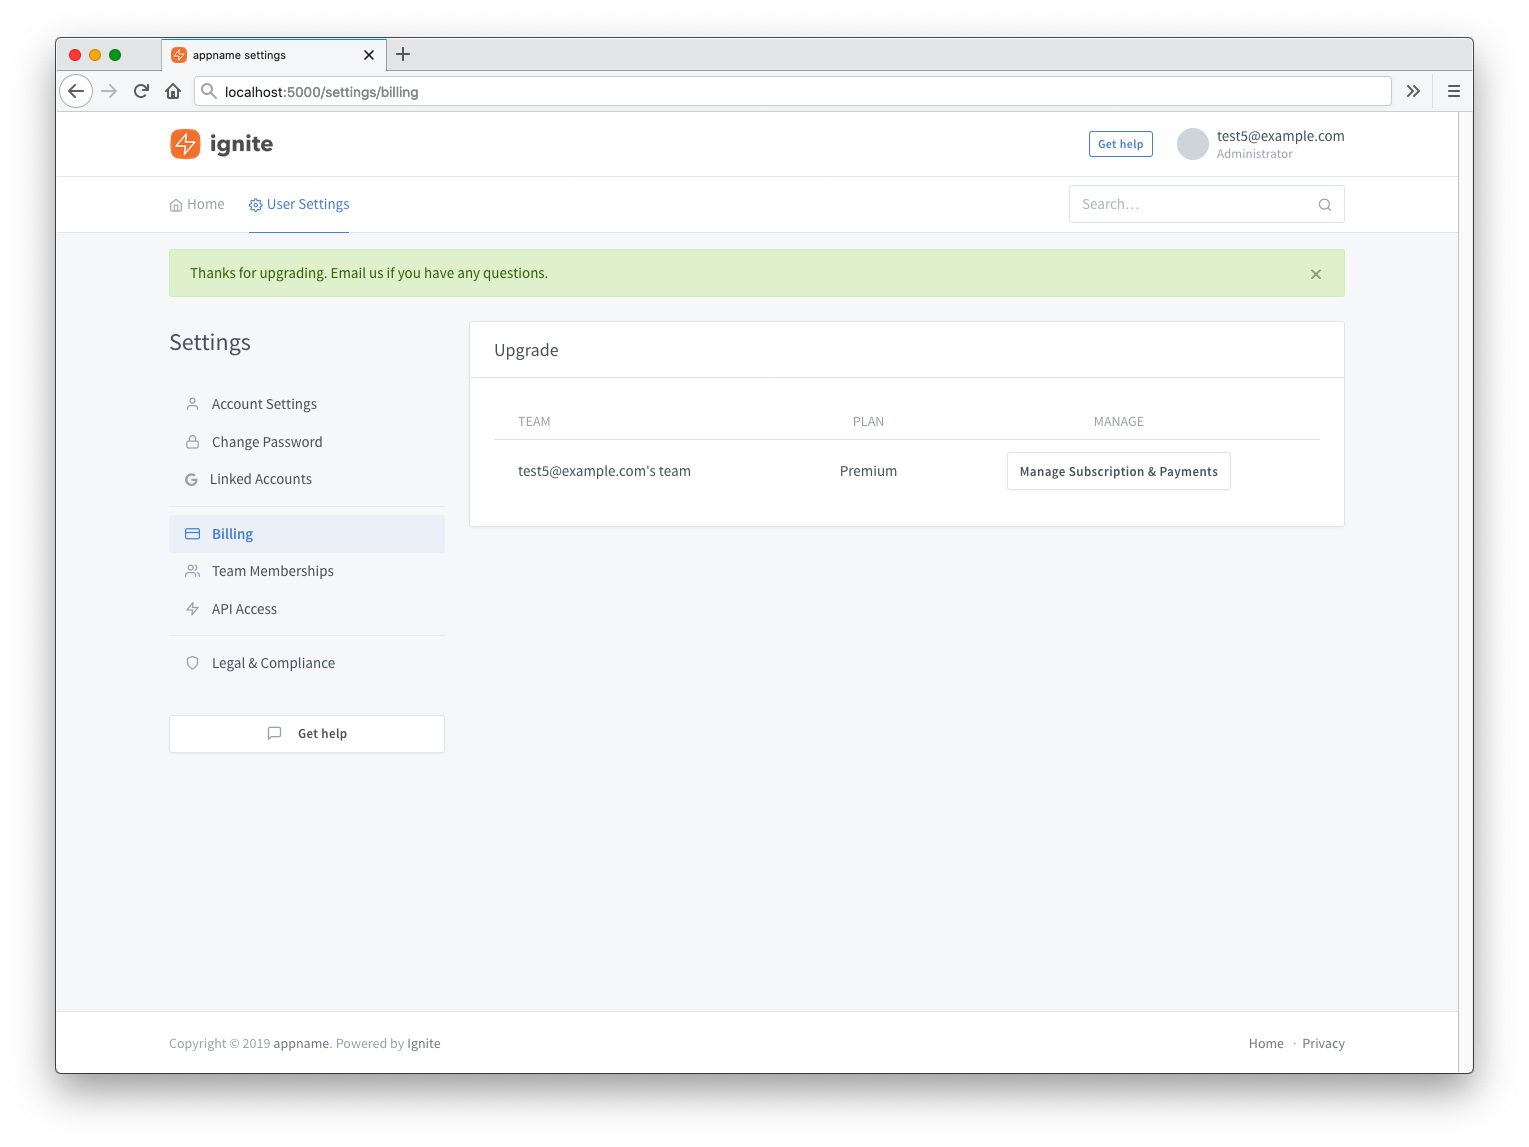 appname settings
localhost:5000/settings/billing
ignite
Get help
test5@example.com
Administrator
Home
User Settings
Search...
Thanks for upgrading. Email us if you have any questions.
Settings
Account Settings
Change Password
Linked Accounts
Billing
Team Memberships
API Access
Legal & Compliance
Get help
Upgrade
TEAM PLAN MANAGE
test5@example.com's team Premium Manage Subscription & Payments
Copyright © 2019 appname. Powered by Ignite
Home · Privacy